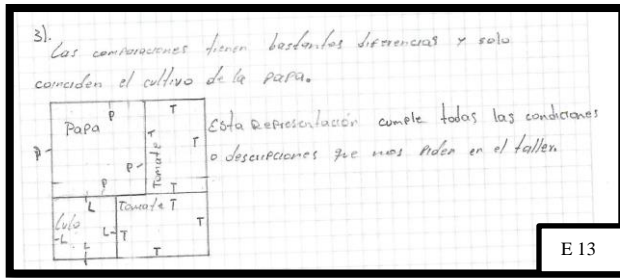 3).
Las comparaciones tienen bastantes diferencias y solo
coinciden el cultivo de la papa.
Papa P T
P T T
P Tomate
P T
L Tomate T
Lulo T
L L T
L T
Esta Representación cumple todas las condiciones
o descripciones que nos piden en el taller.
E 13